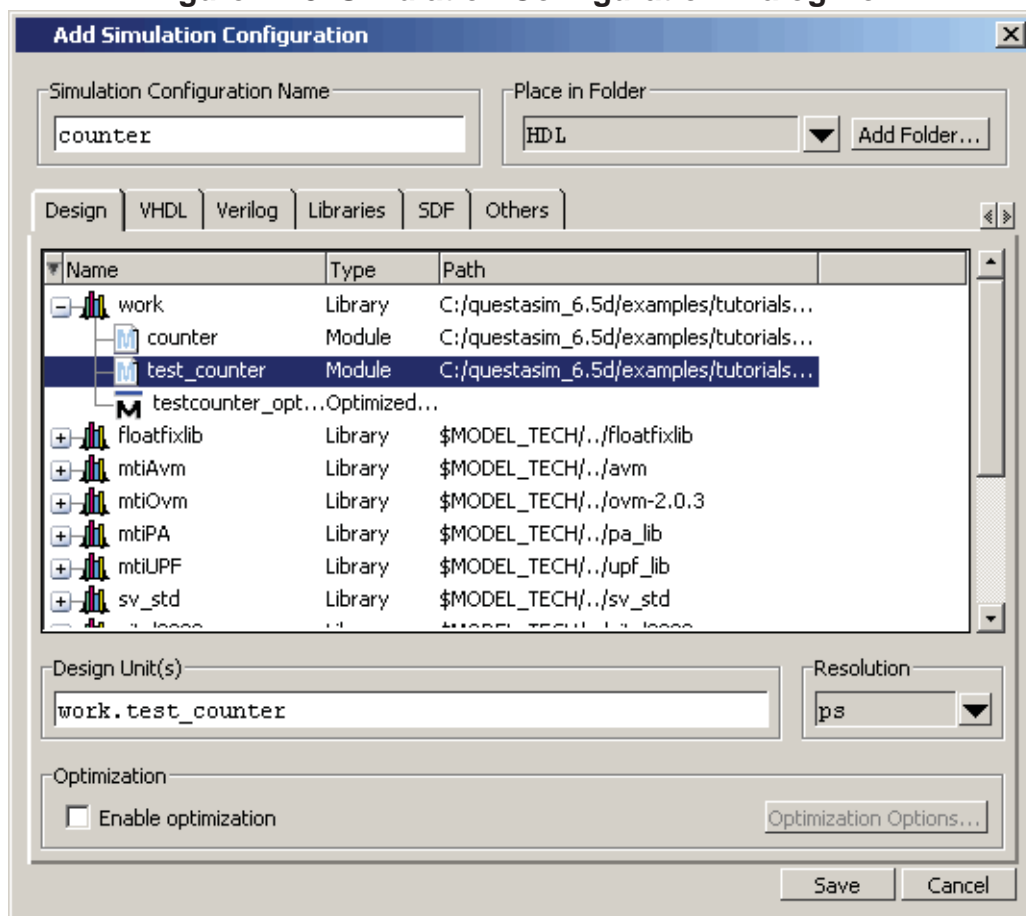 Add Simulation Configuration
Simulation Configuration Name
Place in Folder
counter
HDL
Add Folder...
Design VHDL Verilog Libraries SDF Others
Name Type Path
work Library C:/questasim_6.5d/examples/tutorials...
counter Module C:/questasim_6.5d/examples/tutorials...
test_counter Module C:/questasim_6.5d/examples/tutorials...
testcounter_opt...Optimized...
floatfixlib Library $MODEL_TECH/../floatfixlib
mtiAvm Library $MODEL_TECH/../avm
mtiOvm Library $MODEL_TECH/../ovm-2.0.3
mtiPA Library $MODEL_TECH/../pa_lib
mtiUPF Library $MODEL_TECH/../upf_lib
sv_std Library $MODEL_TECH/../sv_std
Design Unit(s) Resolution
work.test_counter ps
Optimization
Enable optimization Optimization Options...
Save Cancel